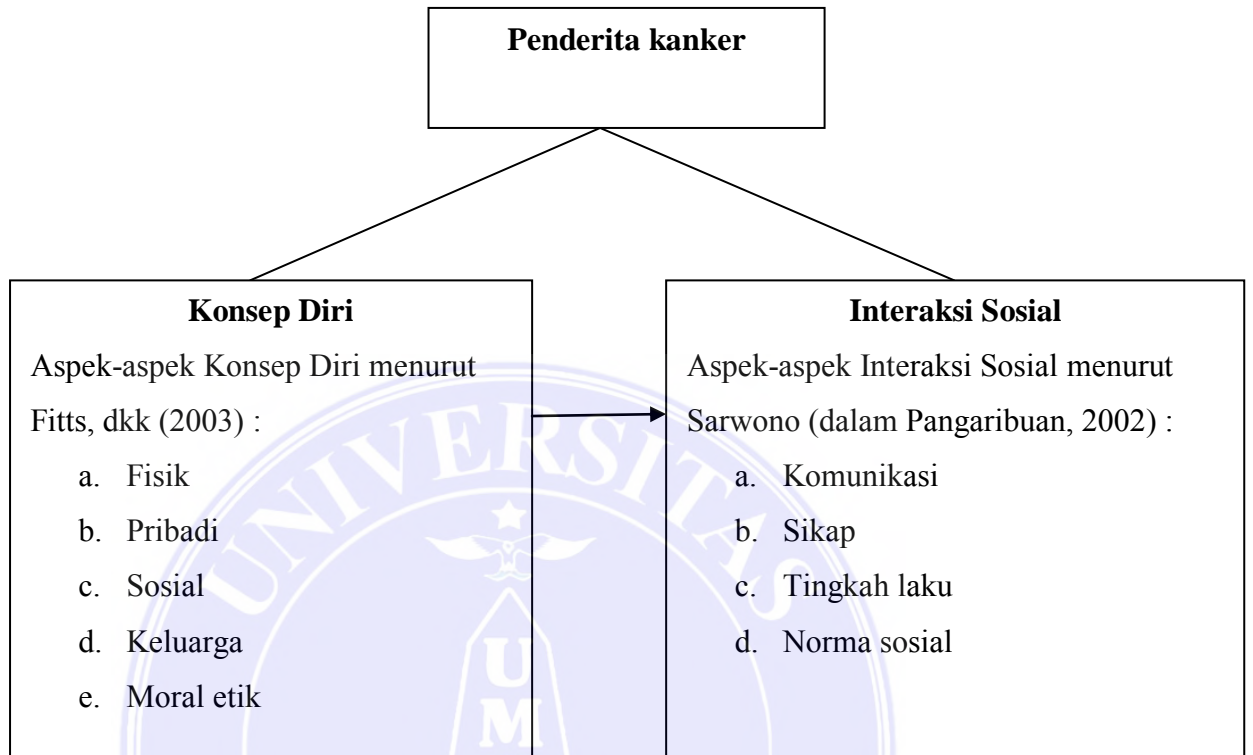 Penderita kanker
Konsep Diri
Aspek-aspek Konsep Diri menurut
Fitts, dkk (2003) :
a. Fisik
b. Pribadi
c. Sosial
d. Keluarga
e. Moral etik
Interaksi Sosial
Aspek-aspek Interaksi Sosial menurut
Sarwono (dalam Pangaribuan, 2002) :
a. Komunikasi
b. Sikap
c. Tingkah laku
d. Norma sosial
UNIVERSITAS
U
M